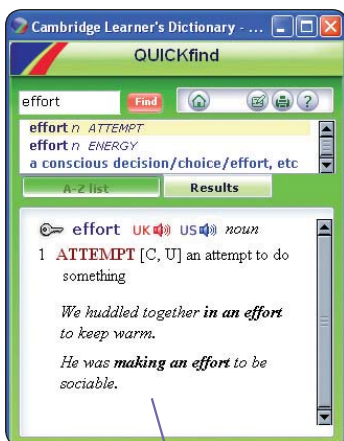 Cambridge Learner's Dictionary - ...
QUICKfind
effort
Find
?
effort n ATTEMPT
effort n ENERGY
a conscious decision/choice/effort, etc
A-Z list
Results
effort UK US noun
1 ATTEMPT [C, U] an attempt to do
something
We huddled together in an effort
to keep warm.
He was making an effort to be
sociable.